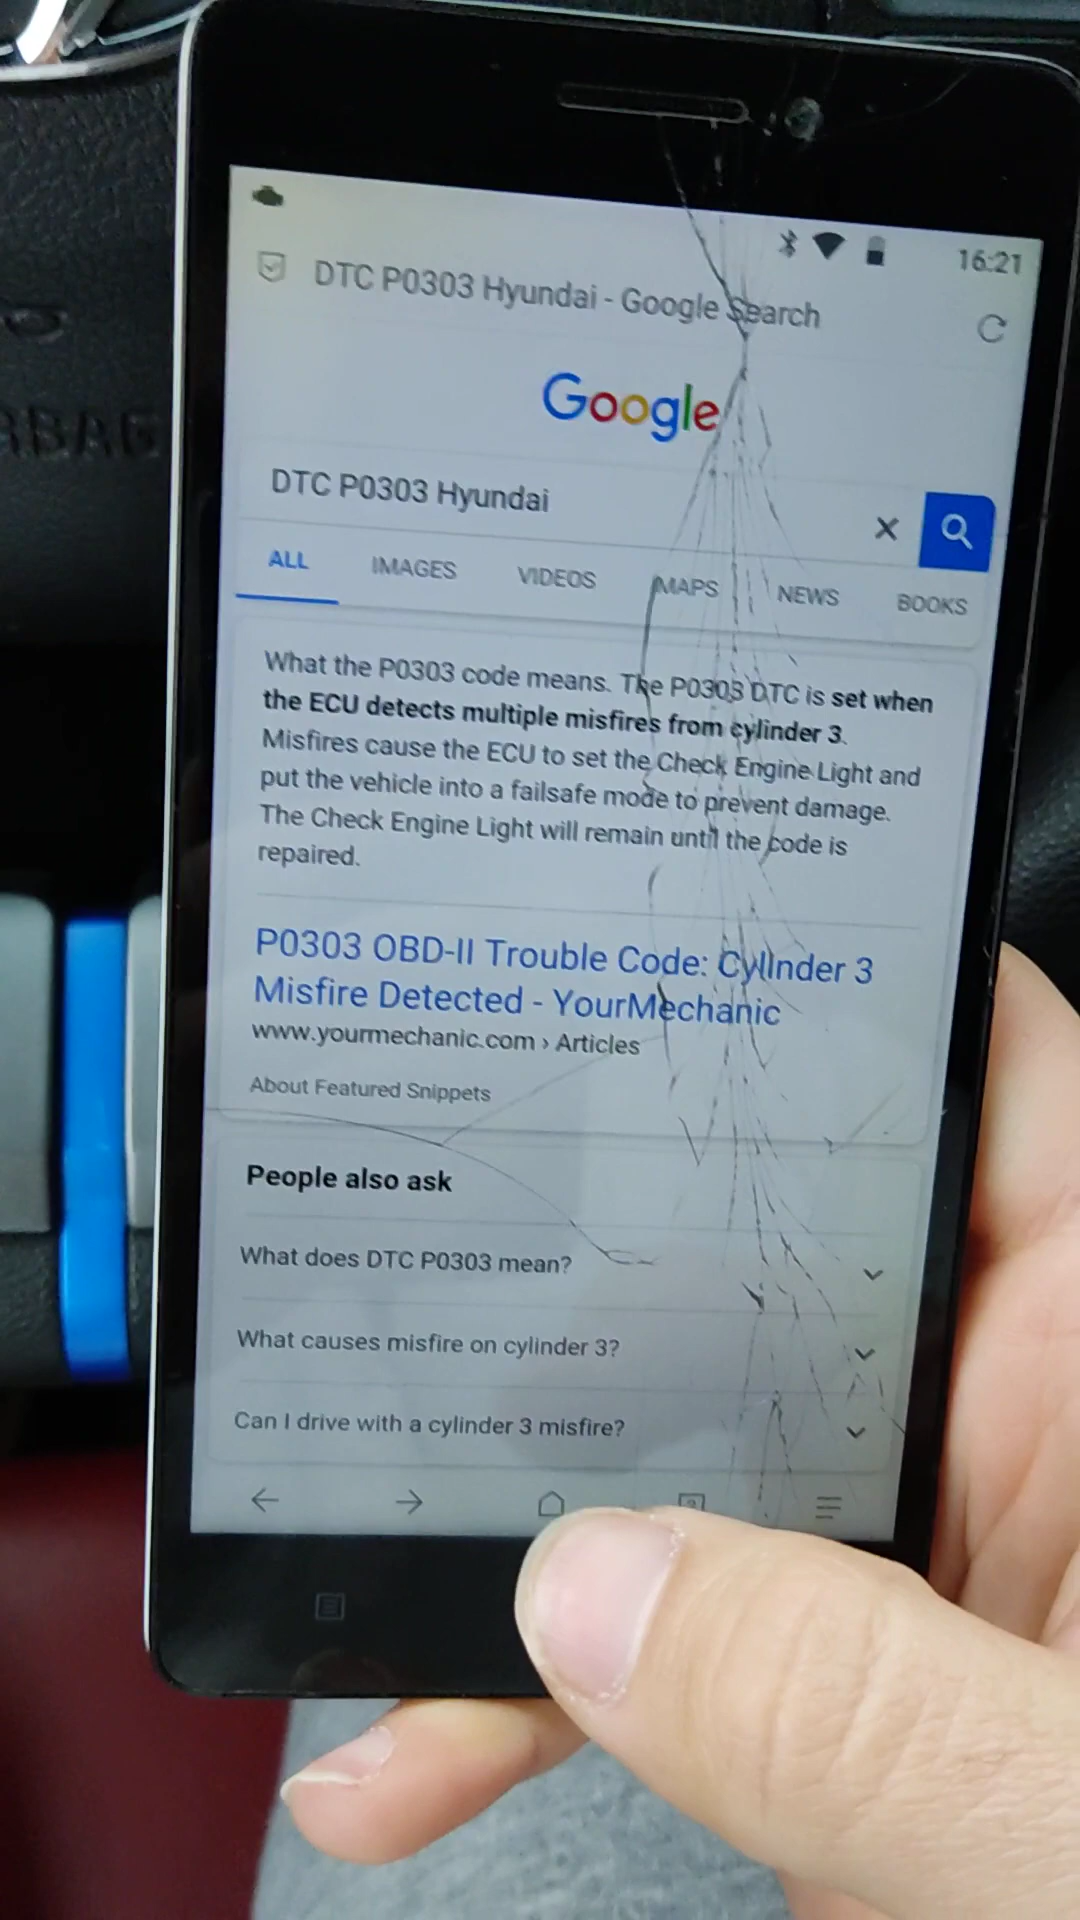 16:21
DTC P0303 Hyundai - Google Search
Google
DTC P0303 Hyundai
ALL IMAGES VIDEOS MAPS NEWS BOOKS
What the P0303 code means. The P0303 DTC is set when
the ECU detects multiple misfires from cylinder 3.
Misfires cause the ECU to set the Check Engine Light and
put the vehicle into a failsafe mode to prevent damage.
The Check Engine Light will remain until the code is
repaired.
P0303 OBD-II Trouble Code: Cylinder 3
Misfire Detected - YourMechanic
www.yourmechanic.com › Articles
About Featured Snippets
People also ask
What does DTC P0303 mean?
What causes misfire on cylinder 3?
Can I drive with a cylinder 3 misfire?